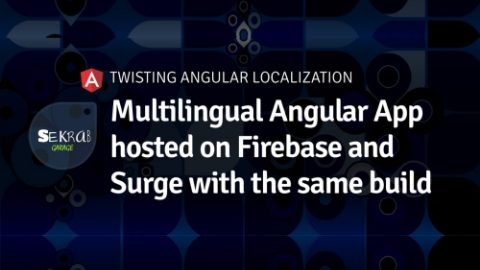 TWISTING ANGULAR LOCALIZATION
Multilingual Angular App
hosted on Firebase and
Surge with the same build
SEKRAB
GARAGE